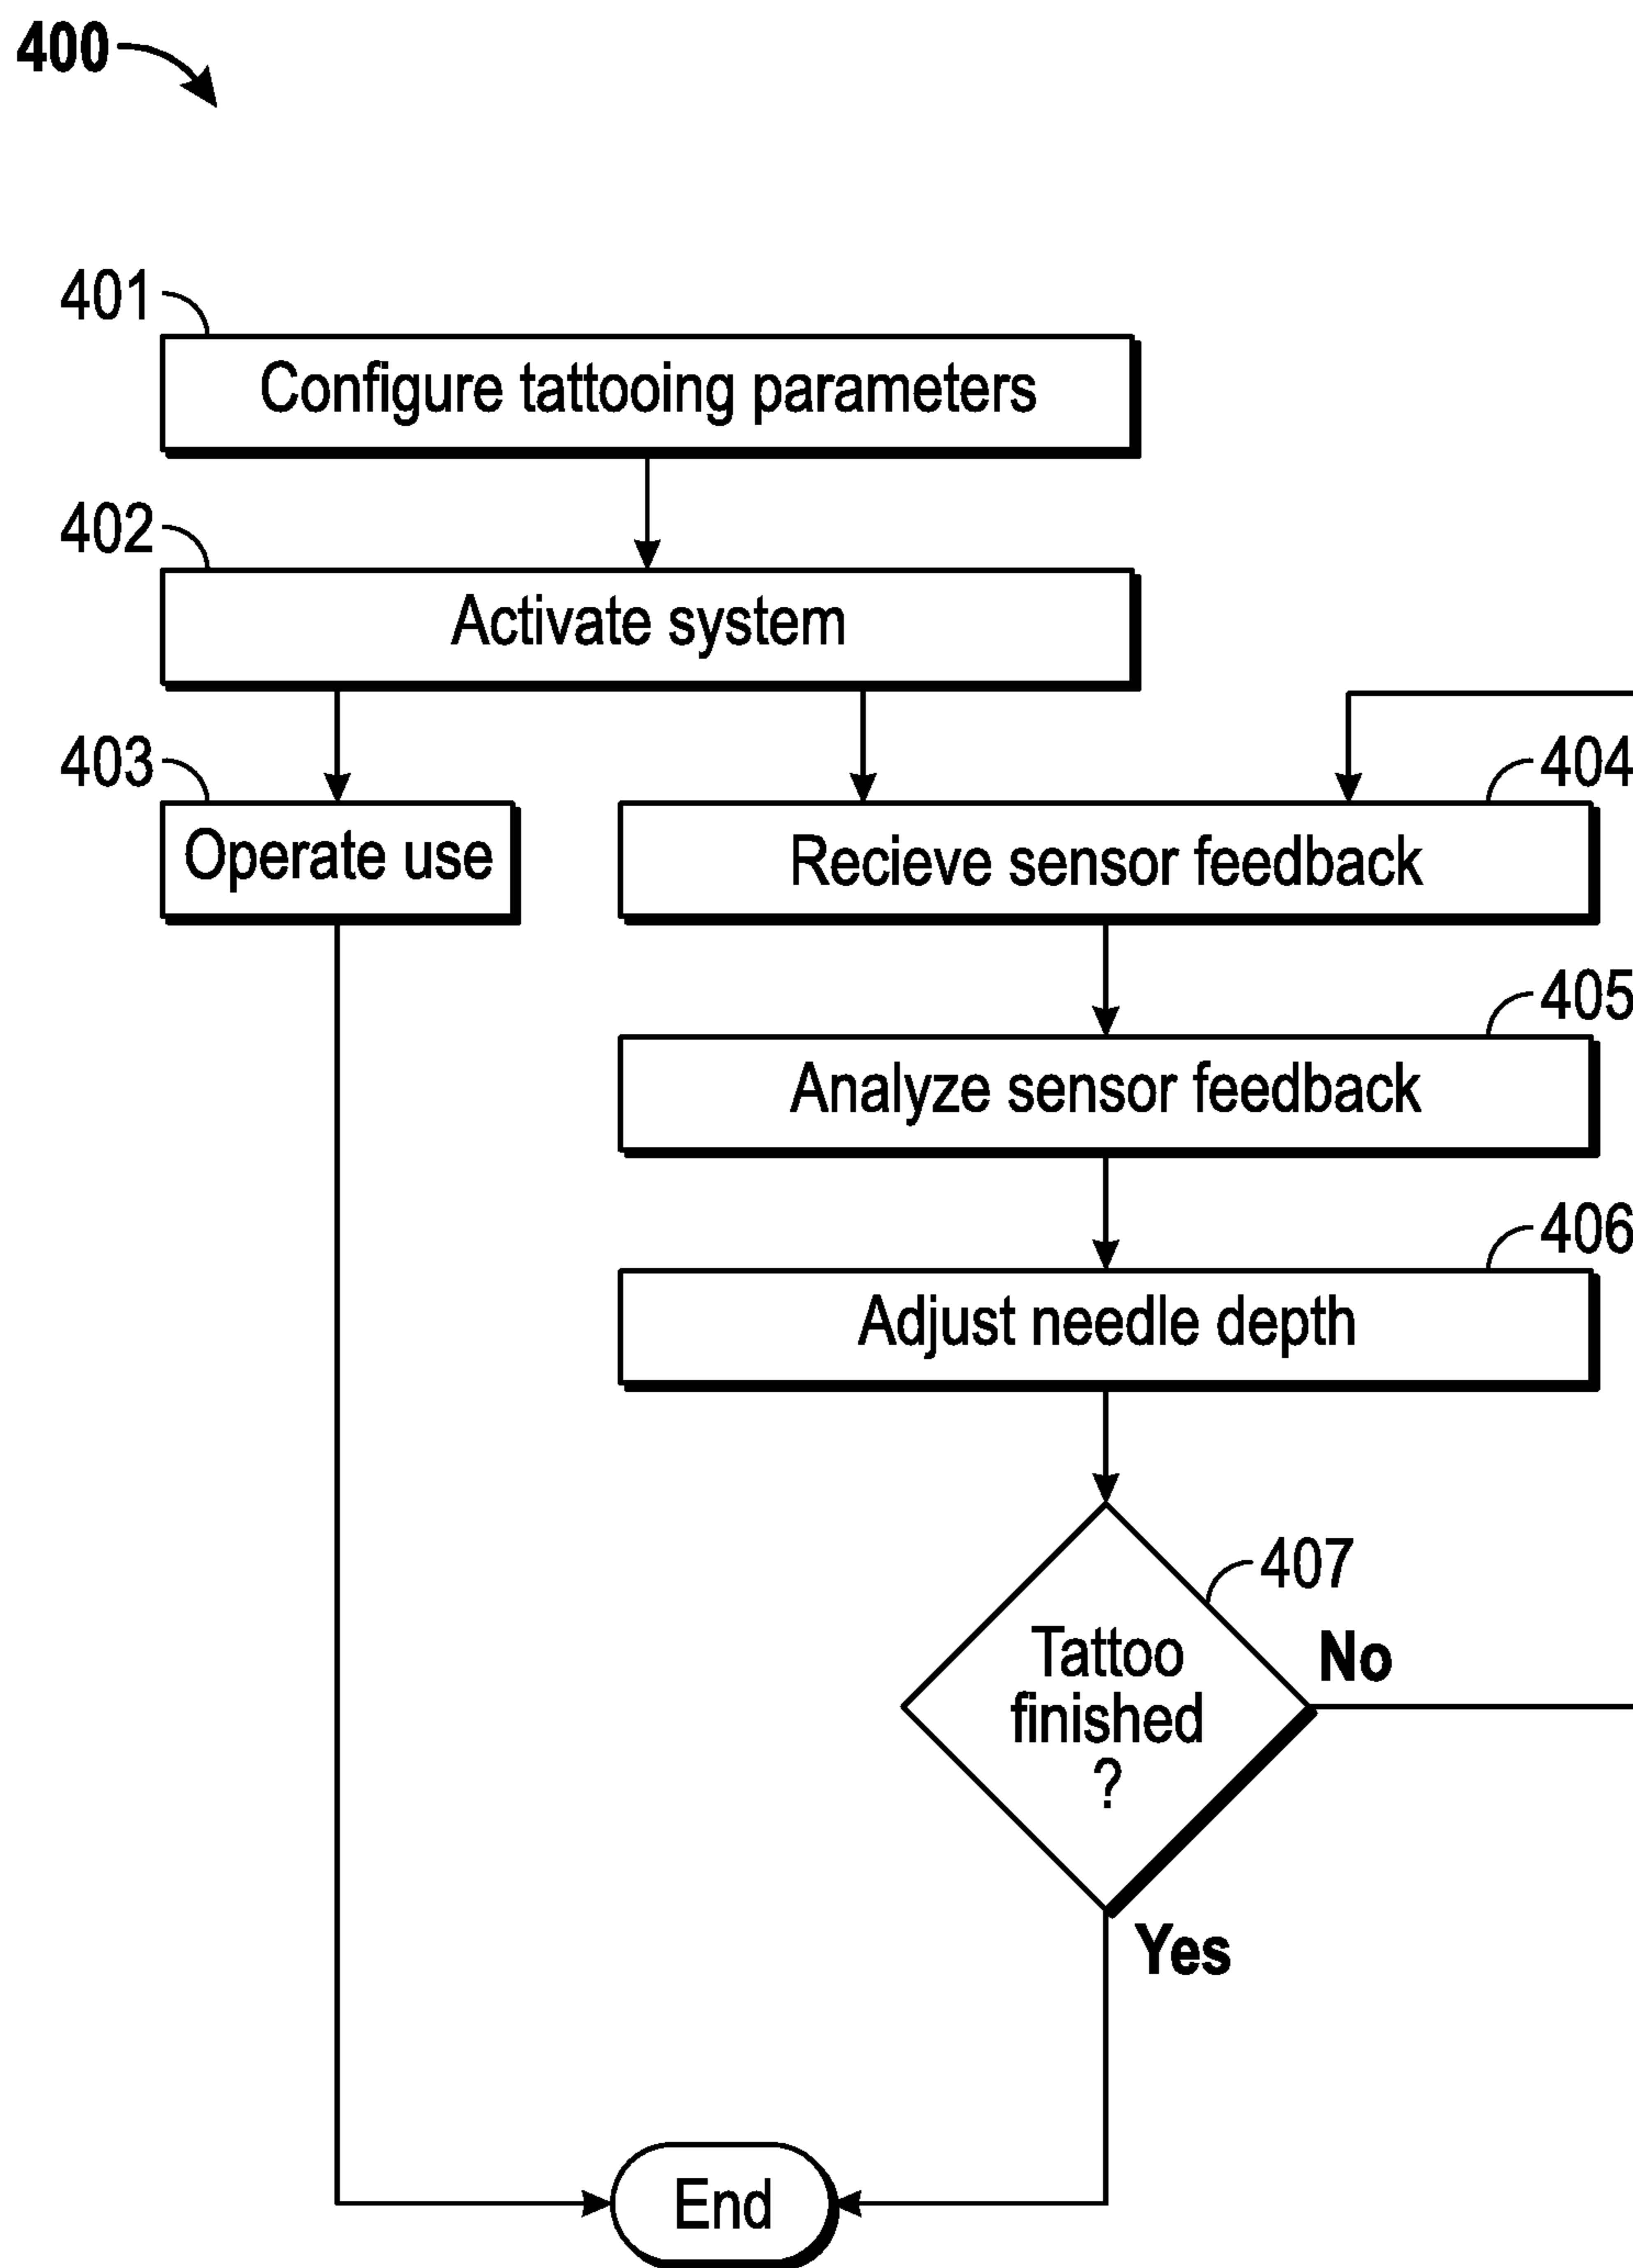 400
401
Configure tattooing parameters
402
Activate system
403
404
Operate use
Recieve sensor feedback
405
Analyze sensor feedback
406
Adjust needle depth
407
Tattoo
No
finished
?
Yes
End